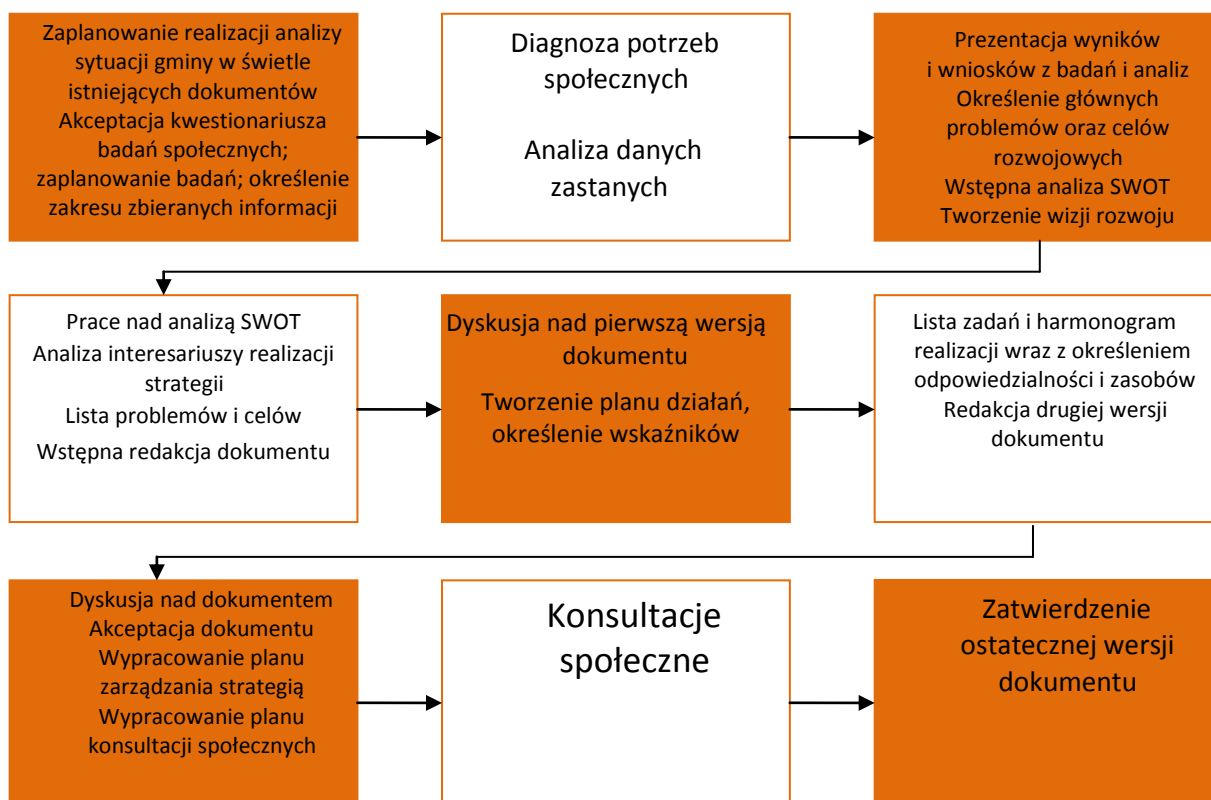 Zaplanowanie realizacji analizy
sytuacji gminy w świetle
istniejących dokumentów
Akceptacja kwestionariusza
badań społecznych;
zaplanowanie badań; określenie
zakresu zbieranych informacji
Diagnoza potrzeb
społecznych
Analiza danych
zastanych
Prezentacja wyników
i wniosków z badań i analiz
Określenie głównych
problemów oraz celów
rozwojowych
Wstępna analiza SWOT
Tworzenie wizji rozwoju
Prace nad analizą SWOT
Analiza interesariuszy realizacji
strategii
Lista problemów i celów
Wstępna redakcja dokumentu
Dyskusja nad pierwszą wersją
dokumentu
Tworzenie planu działań,
określenie wskaźników
Lista zadań i harmonogram
realizacji wraz z określeniem
odpowiedzialności i zasobów
Redakcja drugiej wersji
dokumentu
Dyskusja nad dokumentem
Akceptacja dokumentu
Wypracowanie planu
zarządzania strategią
Wypracowanie planu
konsultacji społecznych
Konsultacje
społeczne
Zatwierdzenie
ostatecznej wersji
dokumentu